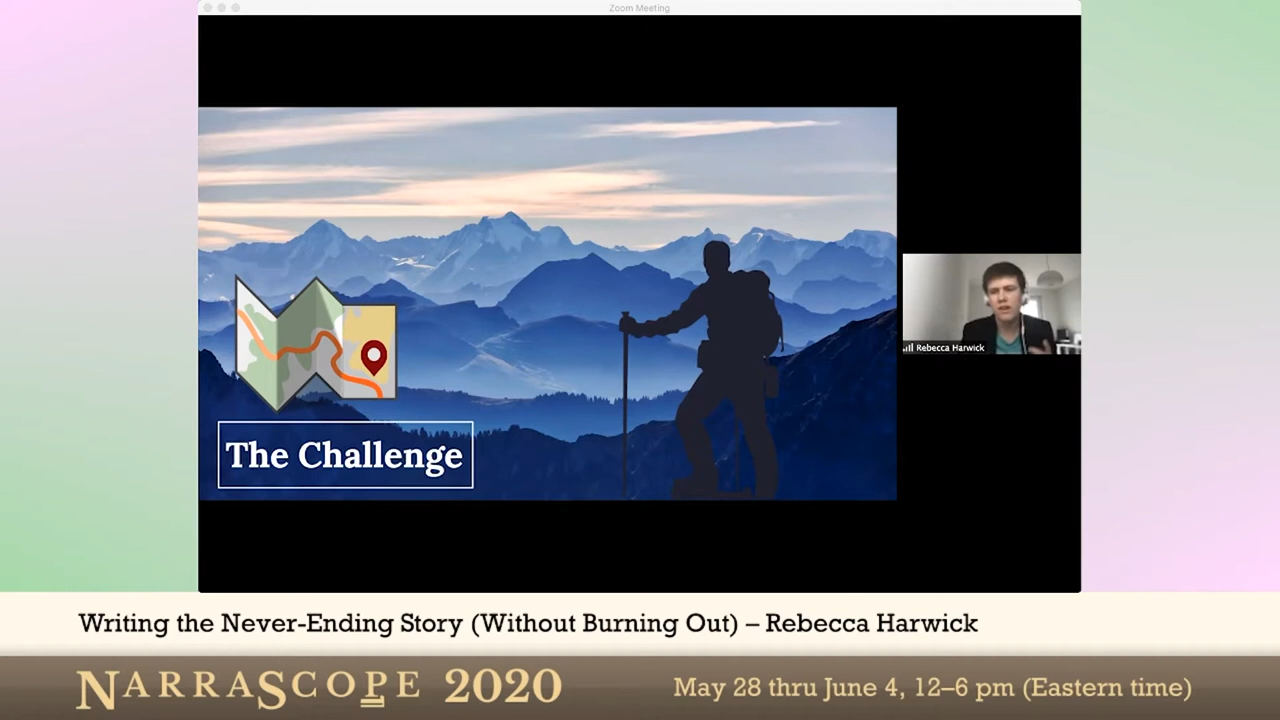 Zoom Meeting
The Challenge
Rebecca Harwick
Writing the Never-Ending Story (Without Burning Out) – Rebecca Harwick
NARRASCOPE 2020
May 28 thru June 4, 12–6 pm (Eastern time)